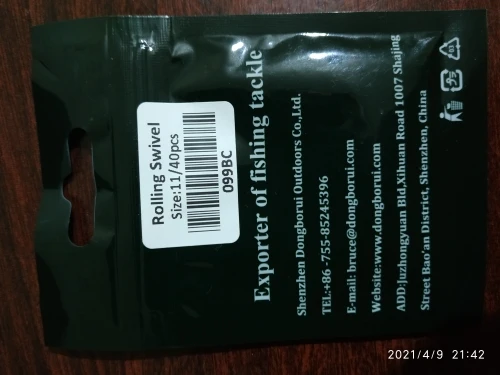 Rolling Swivel
Size:11/40pcs
099BC
Exporter of fishing tackle
Shenzhen Dongborui Outdoors Co.,Ltd.
TEL:+86 -755-85245396
E-mail: bruce@dongborui.com
Website:www.dongborui.com
ADD:Juzhongyuan Bld,Xihuan Road 1007 Shajing
Street Bao'an District, Shenzhen, China
2021/4/9 21:42